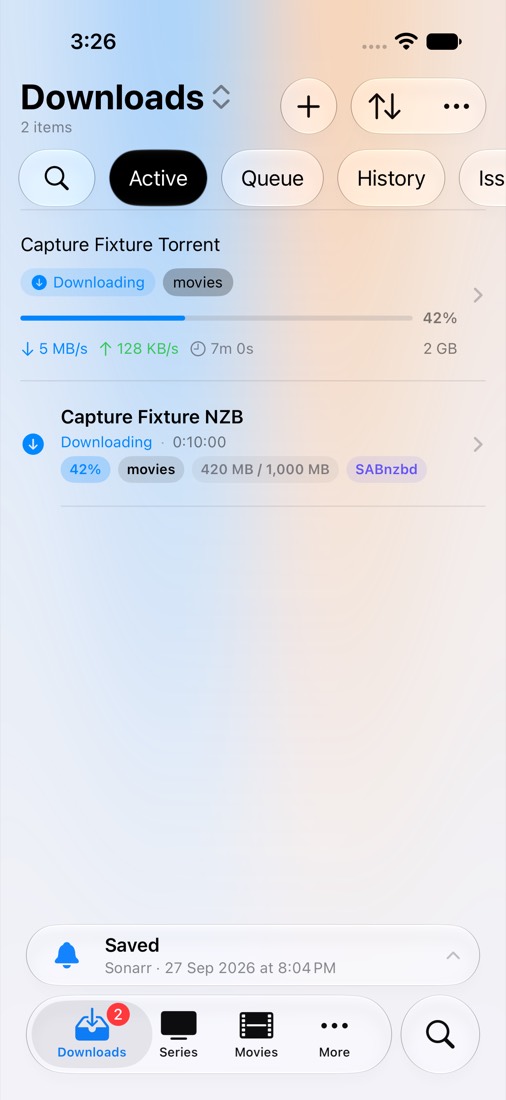 3:26
Downloads
2 items
Active
Queue
History
Iss
Capture Fixture Torrent
Downloading
movies
42%
5 MB/s
128 KB/s
7m 0s
2 GB
Capture Fixture NZB
Downloading · 0:10:00
42%
movies
420 MB / 1,000 MB
SABnzbd
Saved
Sonarr · 27 Sep 2026 at 8:04 PM
2
Downloads
Series
Movies
More